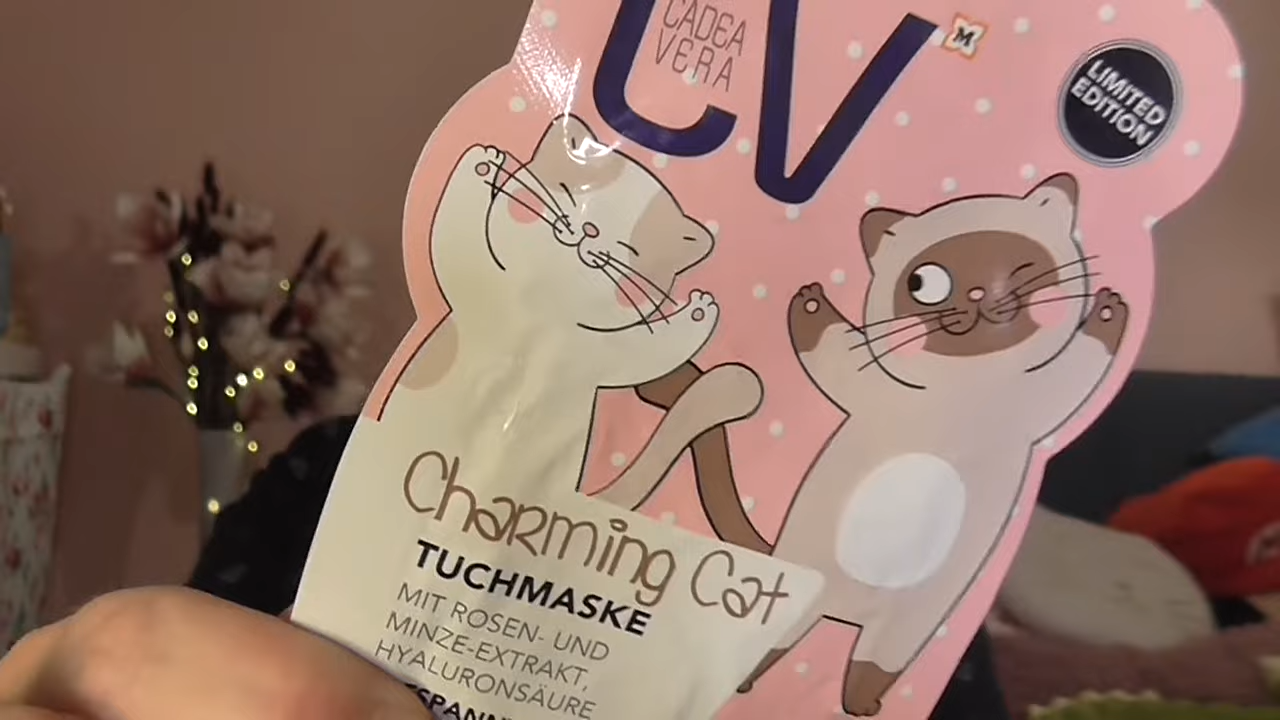 CV
CADEA
VERA
M
LIMITED
EDITION
Charming Cat
TUCHMASKE
MIT ROSEN- UND
MINZE-EXTRAKT,
HYALURONSÄURE